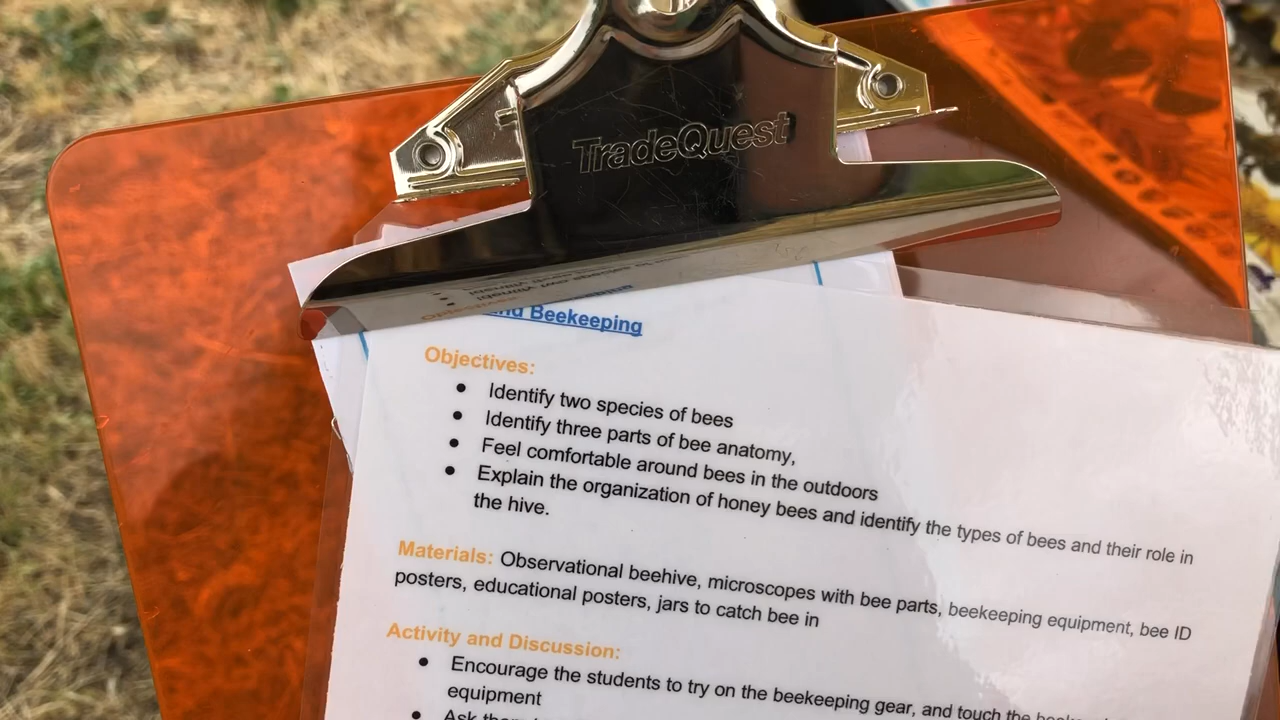 TradeQuest
and Beekeeping
Objectives:
Identify two species of bees
Identify three parts of bee anatomy,
Feel comfortable around bees in the outdoors
Explain the organization of honey bees and identify the types of bees and their role in
the hive.
Materials: Observational beehive, microscopes with bee parts, beekeeping equipment, bee ID
posters, educational posters, jars to catch bee in
Activity and Discussion:
Encourage the students to try on the beekeeping gear, and touch the
equipment
Ask